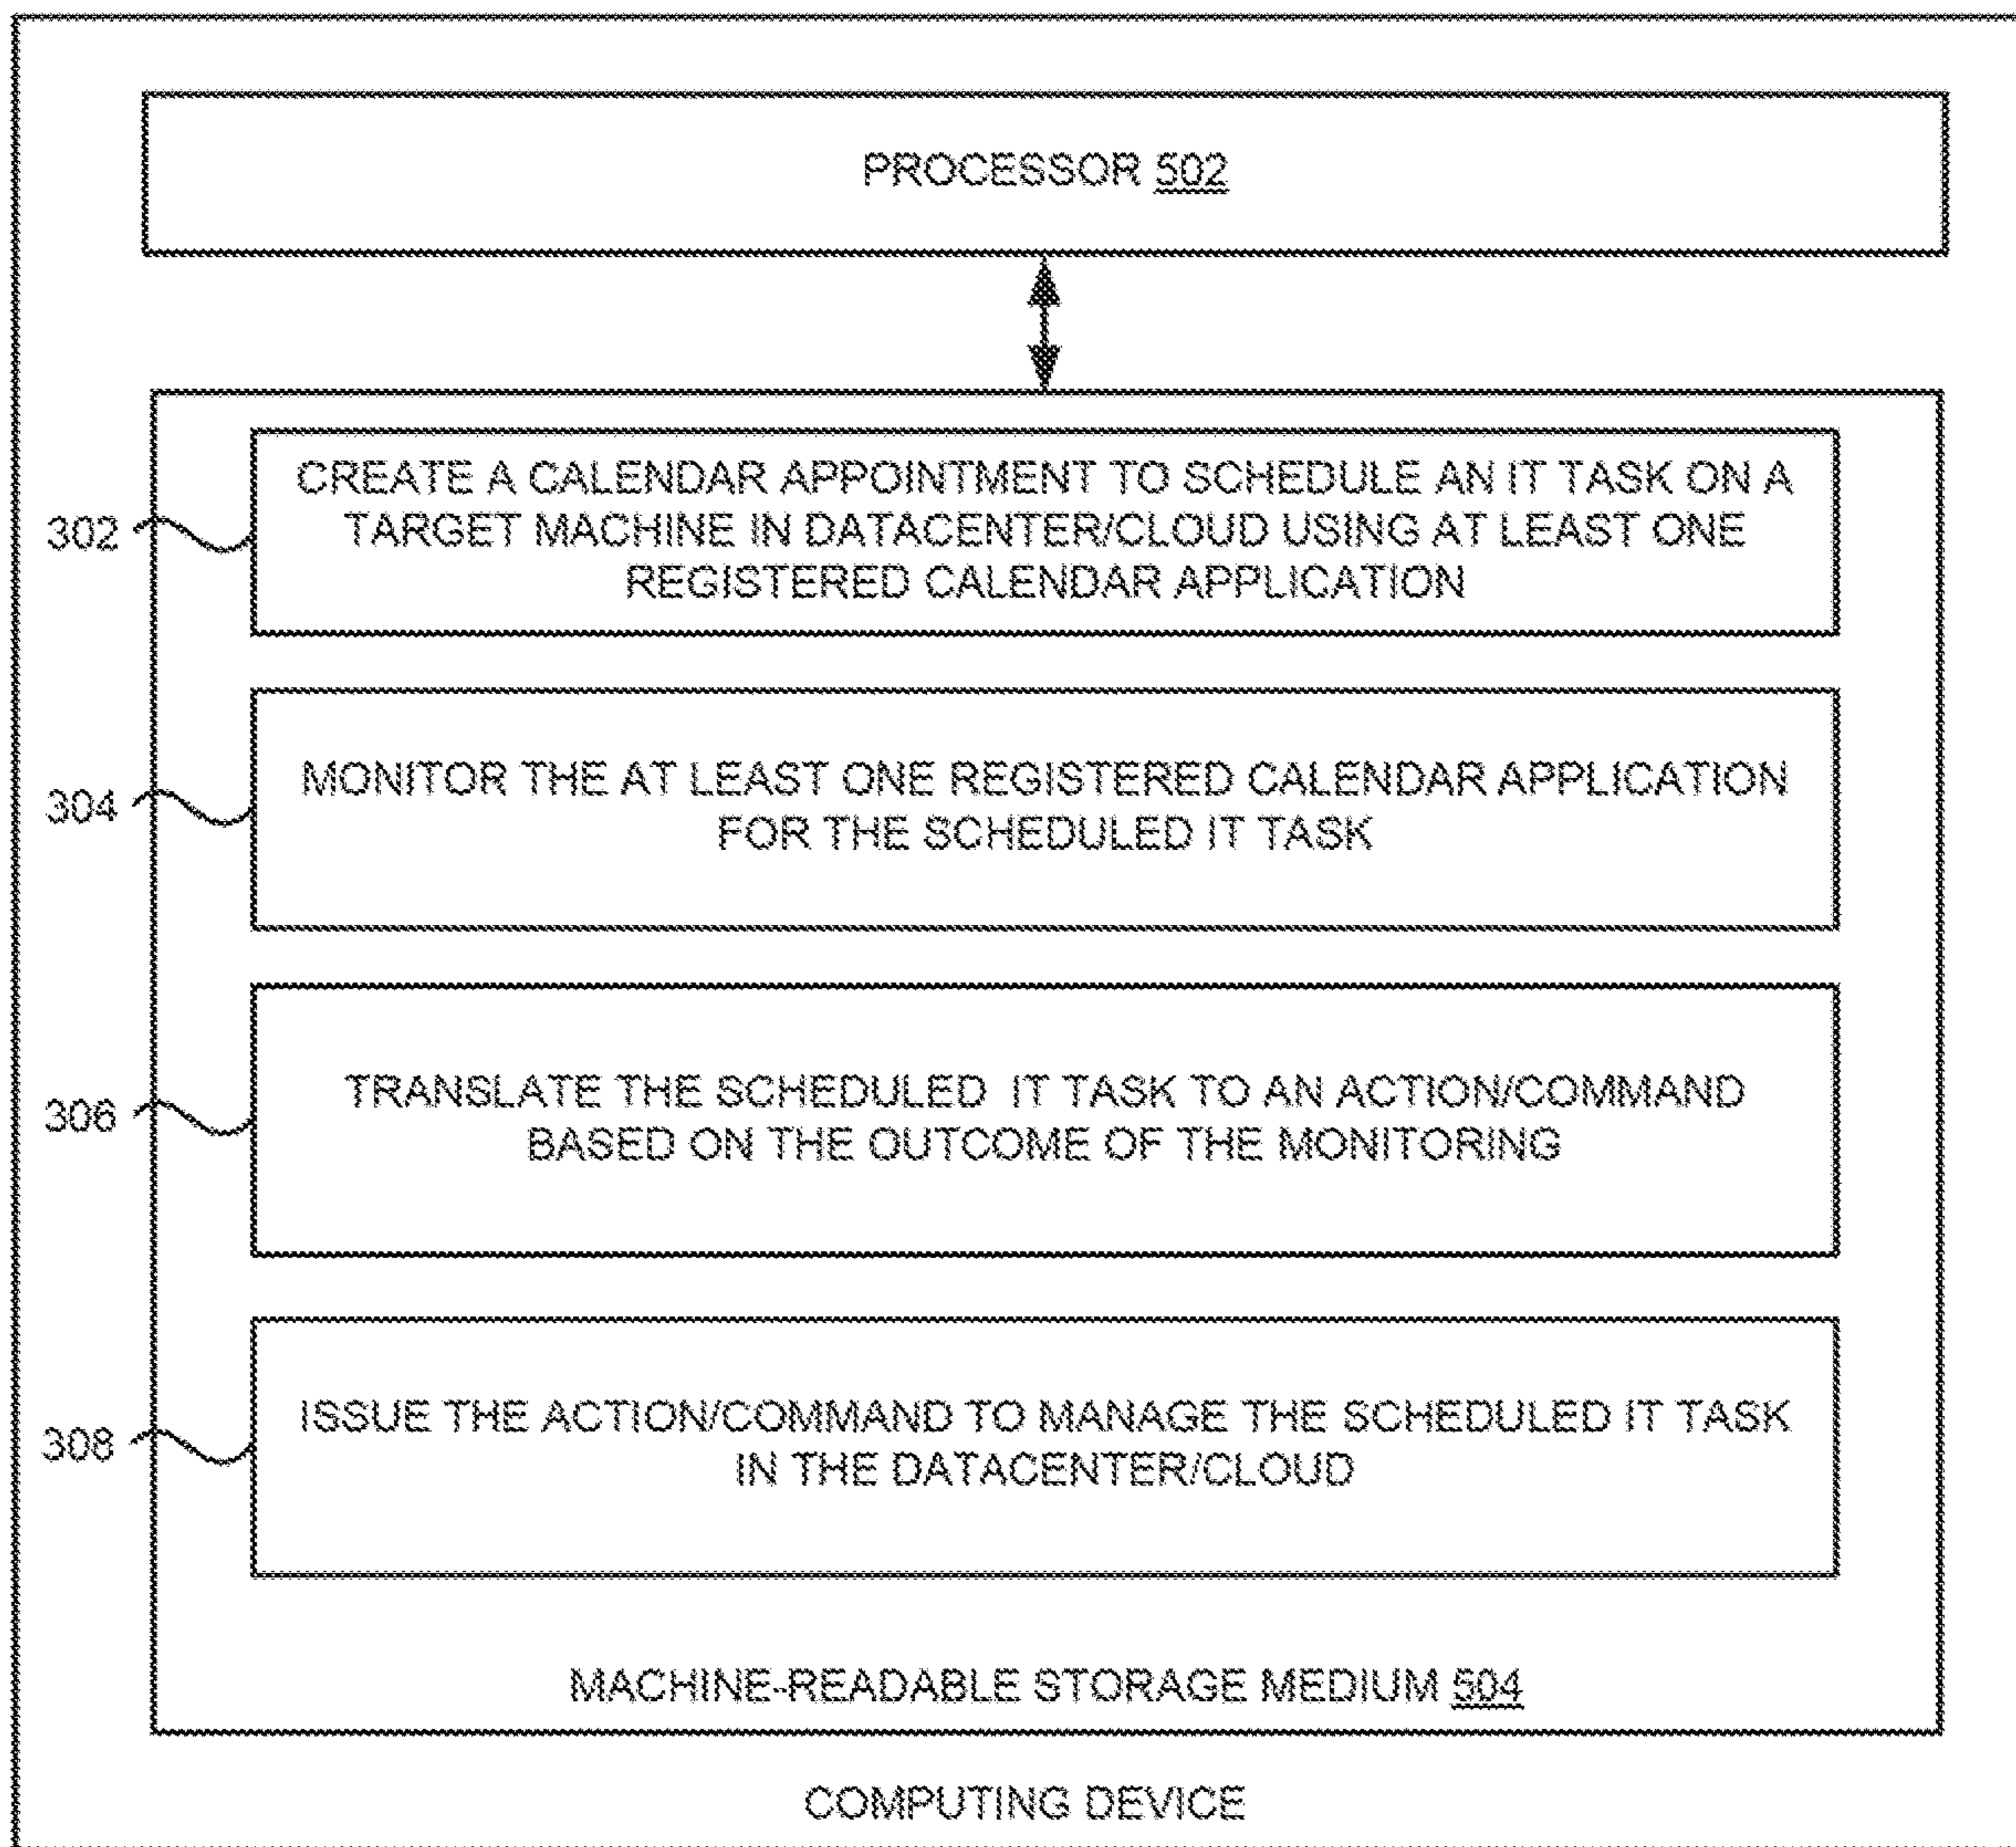 PROCESSOR 502
302
CREATE A CALENDAR APPOINTMENT TO SCHEDULE AN IT TASK ON A
TARGET MACHINE IN DATACENTER/CLOUD USING AT LEAST ONE
REGISTERED CALENDAR APPLICATION
304
MONITOR THE AT LEAST ONE REGISTERED CALENDAR APPLICATION
FOR THE SCHEDULED IT TASK
306
TRANSLATE THE SCHEDULED IT TASK TO AN ACTION/COMMAND
BASED ON THE OUTCOME OF THE MONITORING
308
ISSUE THE ACTION/COMMAND TO MANAGE THE SCHEDULED IT TASK
IN THE DATACENTER/CLOUD
MACHINE-READABLE STORAGE MEDIUM 504
COMPUTING DEVICE